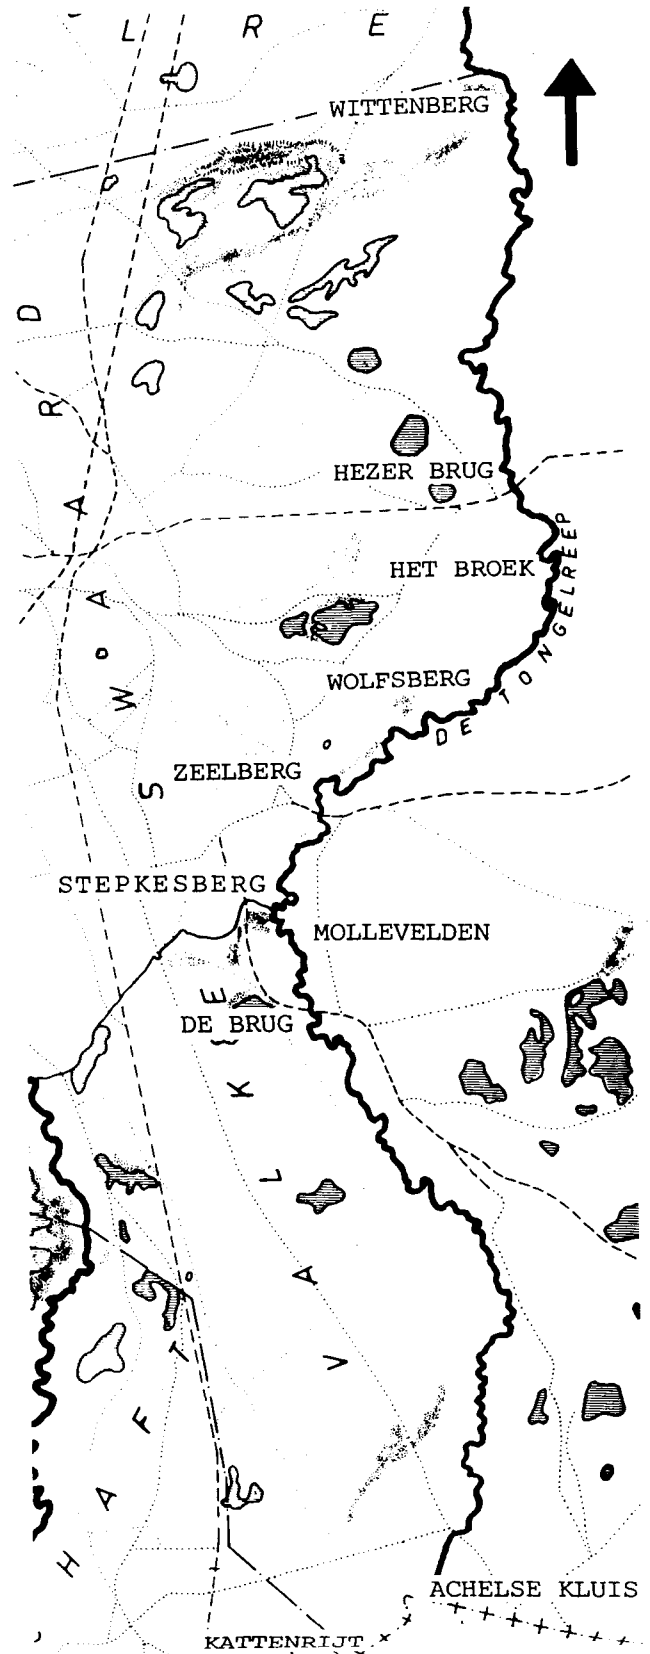 L R E
WITTENBERG
HEZER BRUG
HET BROEK
DE TONGELREEP
WOLFSBERG
ZEELBERG
STEPKESBERG
MOLLEVELDEN
DE BRUG
V A L K E S W A A R D
H A F T
ACHELSE KLUIS
KATTENRIJT